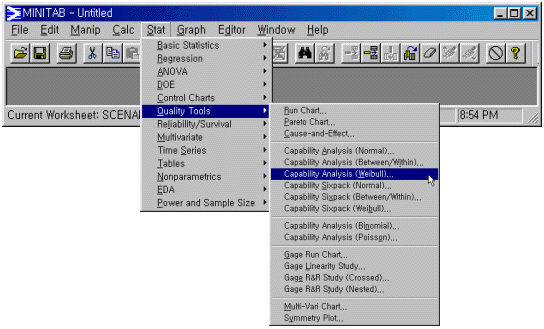 MINITAB - Untitled
File Edit Manip Calc Stat Graph Editor Window Help
Basic Statistics
Regression
ANOVA
DOE
Control Charts
Quality Tools
Reliability/Survival
Multivariate
Time Series
Tables
Nonparametrics
EDA
Power and Sample Size
Current Worksheet: SCENA
8:54 PM
Run Chart...
Pareto Chart...
Cause-and-Effect...
Capability Analysis (Normal)...
Capability Analysis (Between/Within)...
Capability Analysis (Weibull)...
Capability Sixpack (Normal)...
Capability Sixpack (Between/Within)...
Capability Sixpack (Weibull)...
Capability Analysis (Binomial)...
Capability Analysis (Poisson)...
Gage Run Chart...
Gage Linearity Study...
Gage R&R Study (Crossed)...
Gage R&R Study (Nested)...
Multi-Vari Chart...
Symmetry Plot...